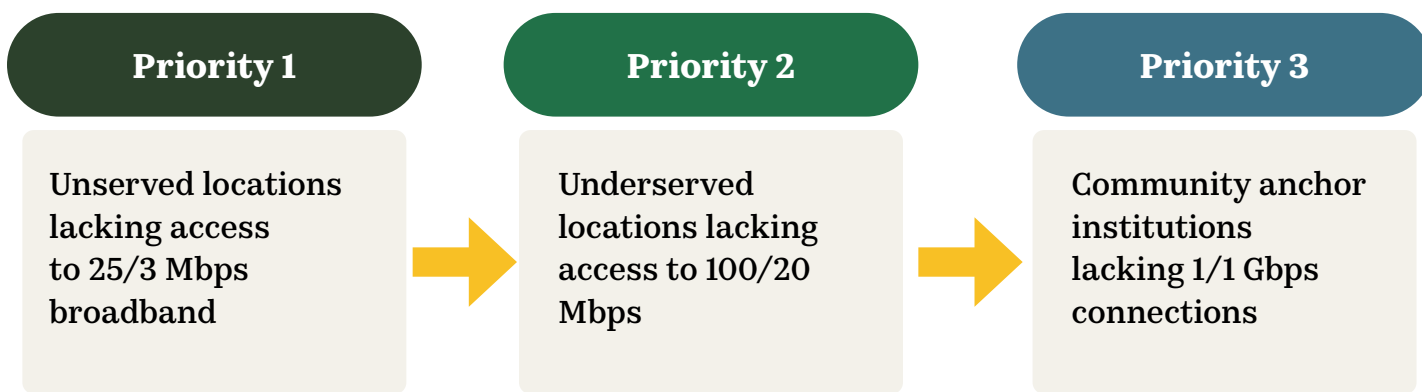 Priority 1
Unserved locations
lacking access
to 25/3 Mbps
broadband
Priority 2
Underserved
locations lacking
access to 100/20
Mbps
Priority 3
Community anchor
institutions
lacking 1/1 Gbps
connections